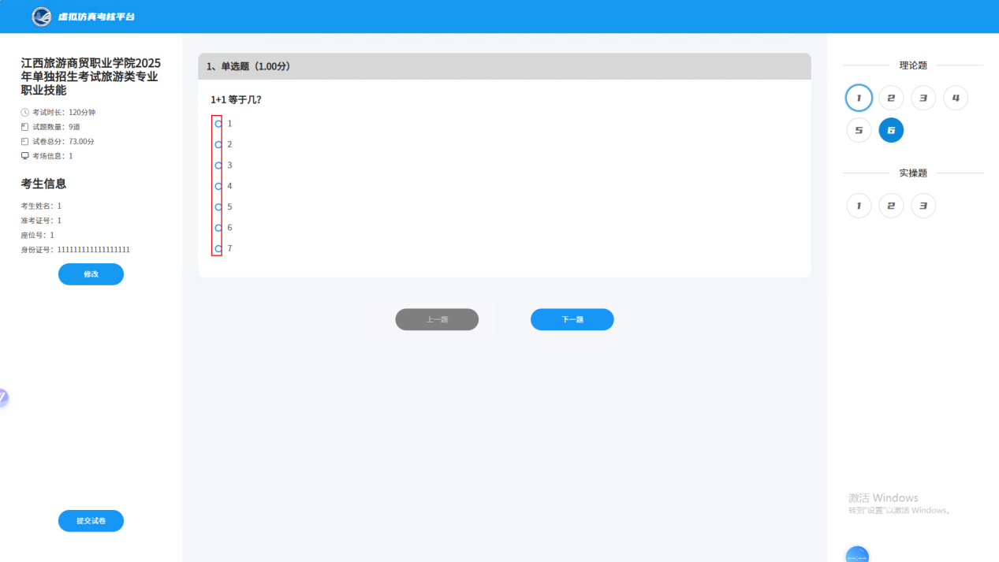 虚拟仿真考核平台
江西旅游商贸职业学院2025
年单独招生考试旅游类专业
职业技能
考试时长：120分钟
试题数量：9道
试卷总分：73.00分
考场信息：1
考生信息
考生姓名：1
准考证号：1
座位号：1
身份证号：111111111111111111
修改
提交试卷
1、单选题（1.00分）
1+1 等于几?
1
2
3
4
5
6
7
上一题
下一题
理论题
1 2 3 4
5 6
实操题
1 2 3
激活 Windows
转到"设置"以激活 Windows。